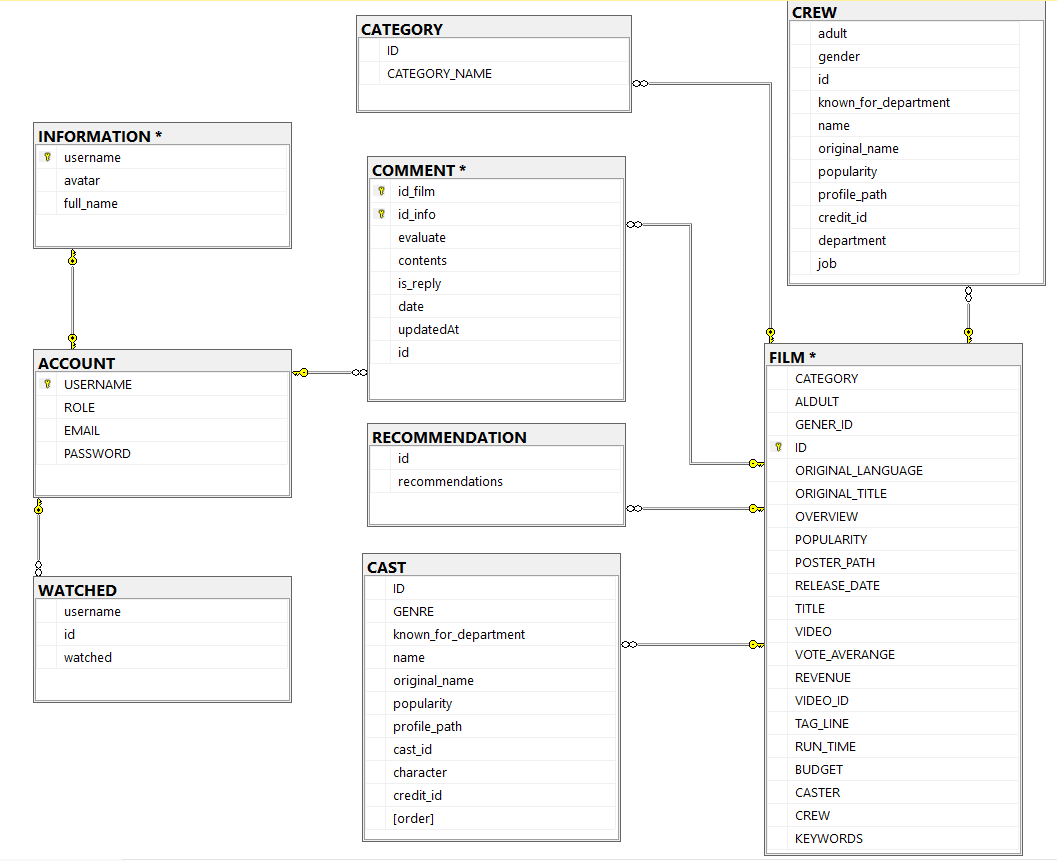 CATEGORY
ID
CATEGORY_NAME
CREW
adult
gender
id
known_for_department
name
original_name
popularity
profile_path
credit_id
department
job
INFORMATION *
username
avatar
full_name
COMMENT *
id_film
id_info
evaluate
contents
is_reply
date
updatedAt
id
ACCOUNT
USERNAME
ROLE
EMAIL
PASSWORD
RECOMMENDATION
id
recommendations
FILM *
CATEGORY
ALDULT
GENER_ID
ID
ORIGINAL_LANGUAGE
ORIGINAL_TITLE
OVERVIEW
POPULARITY
POSTER_PATH
RELEASE_DATE
TITLE
VIDEO
VOTE_AVERANGE
REVENUE
VIDEO_ID
TAG_LINE
RUN_TIME
BUDGET
CASTER
CREW
KEYWORDS
WATCHED
username
id
watched
CAST
ID
GENRE
known_for_department
name
original_name
popularity
profile_path
cast_id
character
credit_id
[order]